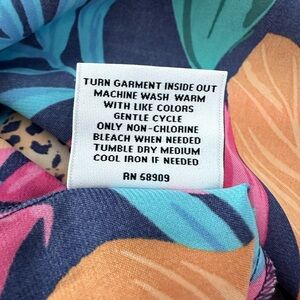 TURN GARMENT INSIDE OUT
MACHINE WASH WARM
WITH LIKE COLORS
GENTLE CYCLE
ONLY NON-CHLORINE
BLEACH WHEN NEEDED
TUMBLE DRY MEDIUM
COOL IRON IF NEEDED
RN 68909